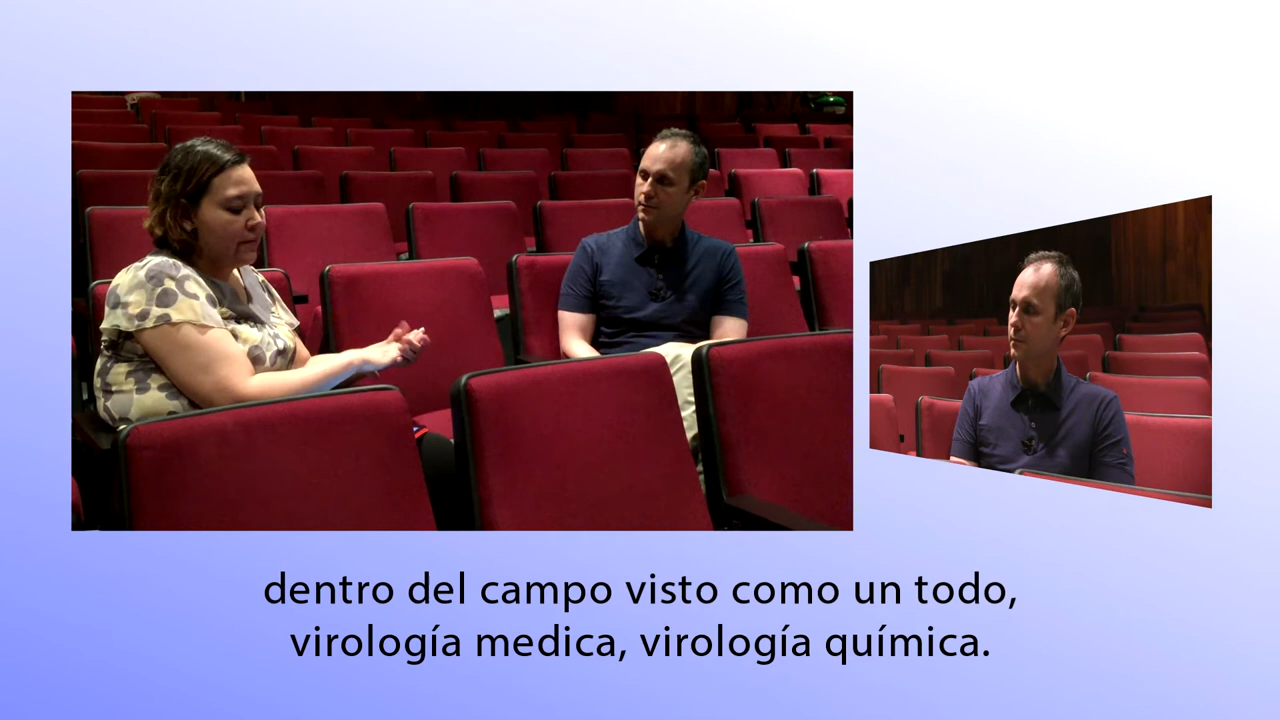 dentro del campo visto como un todo,
virología medica, virología química.